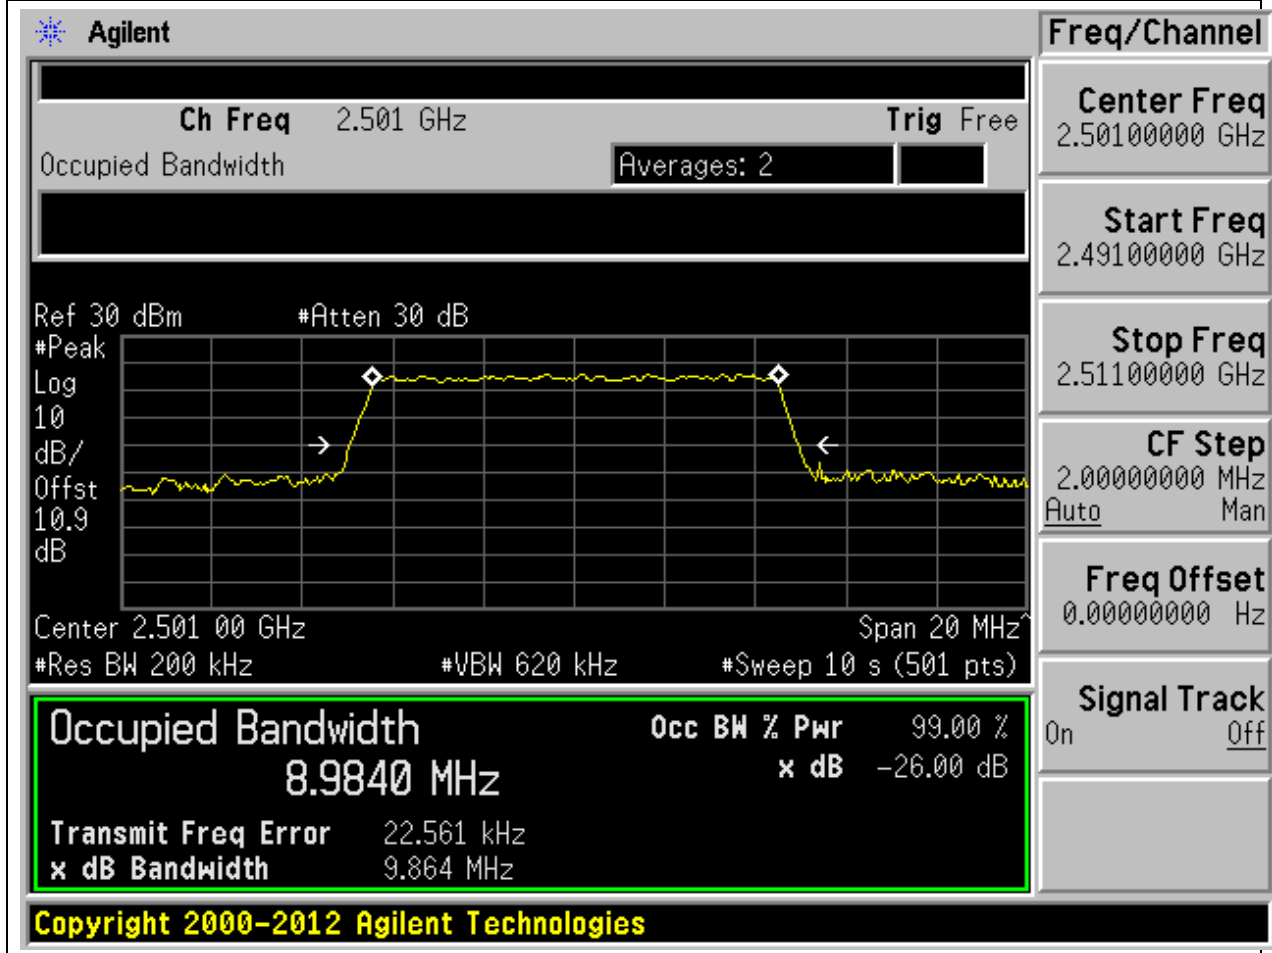 Agilent
Freq/Channel
Ch Freq 2.501 GHz Trig Free
Occupied Bandwidth Averages: 2
Center Freq
2.50100000 GHz
Start Freq
2.49100000 GHz
Stop Freq
2.51100000 GHz
CF Step
2.00000000 MHz
Auto Man
Freq Offset
0.00000000 Hz
Signal Track
On Off
Ref 30 dBm #Atten 30 dB
#Peak
Log
10
dB/
Offst
10.9
dB
Center 2.501 00 GHz Span 20 MHz^
#Res BW 200 kHz #VBW 620 kHz #Sweep 10 s (501 pts)
Occupied Bandwidth Occ BW % Pwr 99.00 %
8.9840 MHz x dB -26.00 dB
Transmit Freq Error 22.561 kHz
x dB Bandwidth 9.864 MHz
Copyright 2000-2012 Agilent Technologies